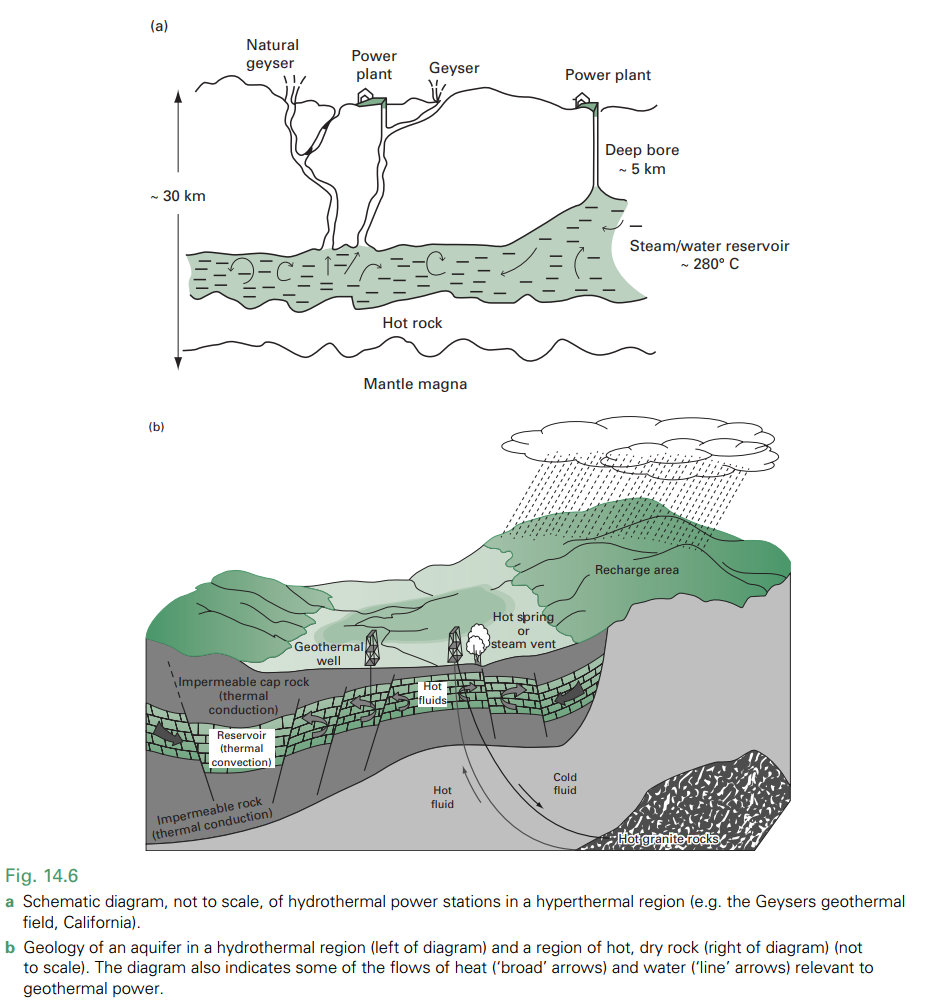 (a)
Natural
geyser
Power
plant
Geyser
Power plant
Deep bore
~ 5 km
~ 30 km
Steam/water reservoir
~ 280° C
Hot rock
Mantle magna
(b)
Recharge area
Hot spring
or
steam vent
Geothermal
well
Impermeable cap rock
(thermal
conduction)
Hot
fluids
Reservoir
(thermal
convection)
Cold
fluid
Hot
fluid
Impermeable rock
(thermal conduction)
Hot granite rocks
Fig. 14.6
a Schematic diagram, not to scale, of hydrothermal power stations in a hyperthermal region (e.g. the Geysers geothermal
field, California).
b Geology of an aquifer in a hydrothermal region (left of diagram) and a region of hot, dry rock (right of diagram) (not
to scale). The diagram also indicates some of the flows of heat (‘broad’ arrows) and water (‘line’ arrows) relevant to
geothermal power.